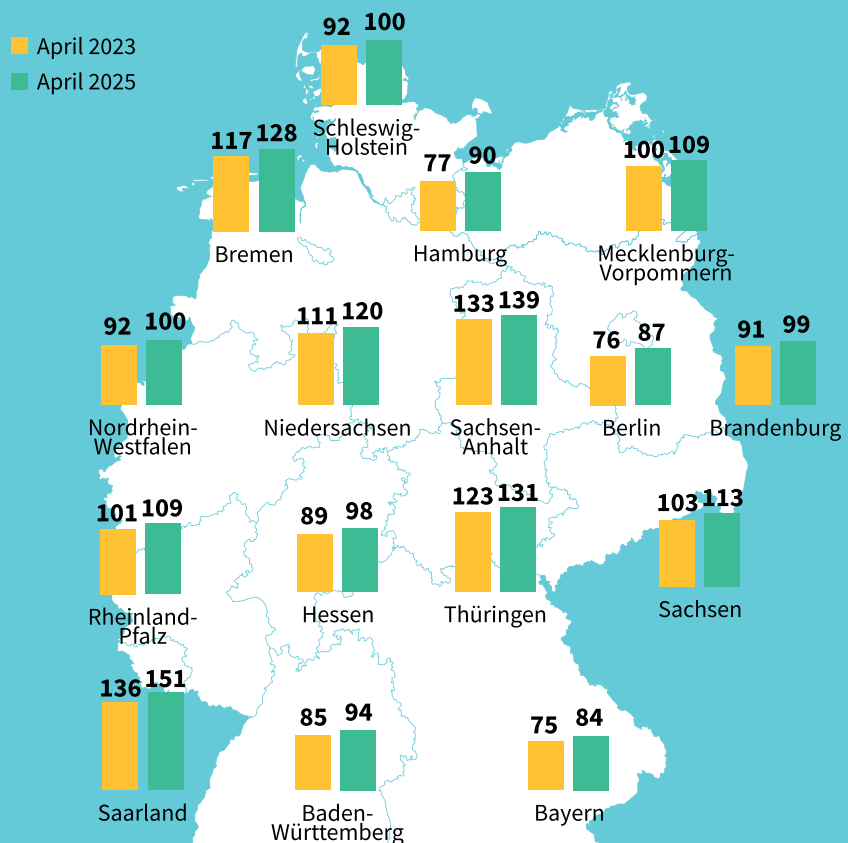 April 2023
April 2025
92 100
Schleswig-
Holstein
117 128
Bremen
77 90
Hamburg
100 109
Mecklenburg-
Vorpommern
92 100
Nordrhein-
Westfalen
111 120
Niedersachsen
133 139
Sachsen-
Anhalt
76 87
Berlin
91 99
Brandenburg
101 109
Rheinland-
Pfalz
89 98
Hessen
123 131
Thüringen
103 113
Sachsen
136 151
Saarland
85 94
Baden-
Württemberg
75 84
Bayern